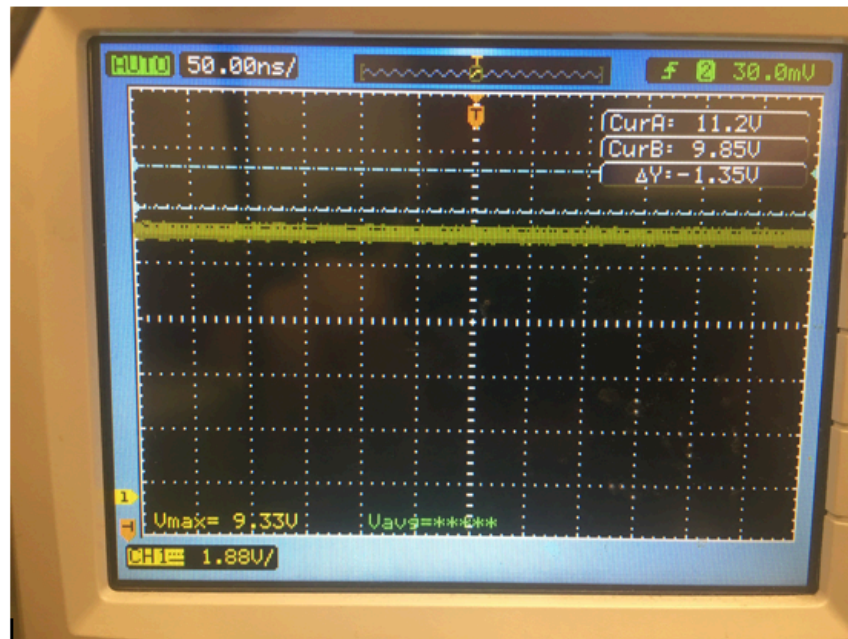 AUTO 50.00ns/ T ƒ 2 30.0mV
T
CurA: 11.2V
CurB: 9.85V
ΔY:-1.35V
1
T
Vmax= 9.33V Vavg=*****
CH1 1.88V/